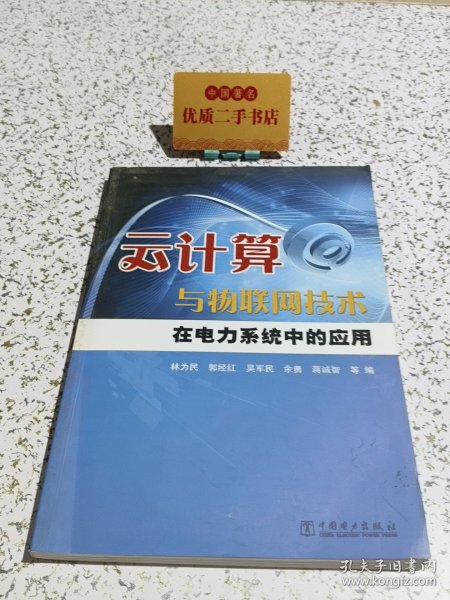 中国著名
优质二手书店
云计算
@
与物联网技术
在电力系统中的应用
林为民 郭经红 吴军民 余勇 蒋诚智 等 编
中国电力出版社
CHINA ELECTRIC POWER PRESS
孔夫子旧书网
www.kongfz.com